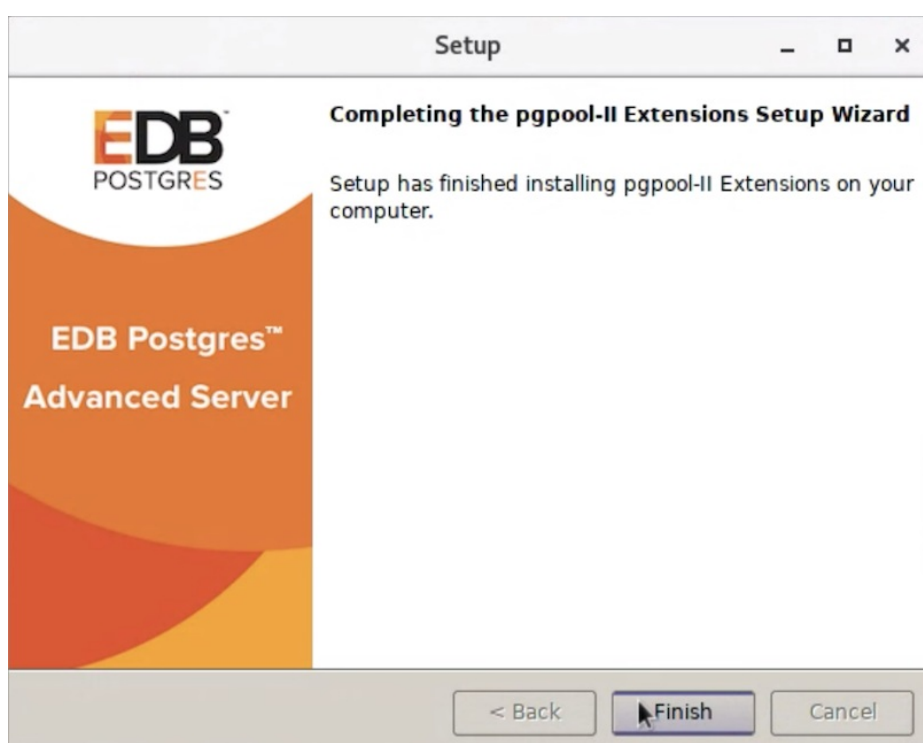 Setup
EDB™
POSTGRES
EDB Postgres™
Advanced Server
Completing the pgpool-II Extensions Setup Wizard
Setup has finished installing pgpool-II Extensions on your
computer.
< Back
Finish
Cancel